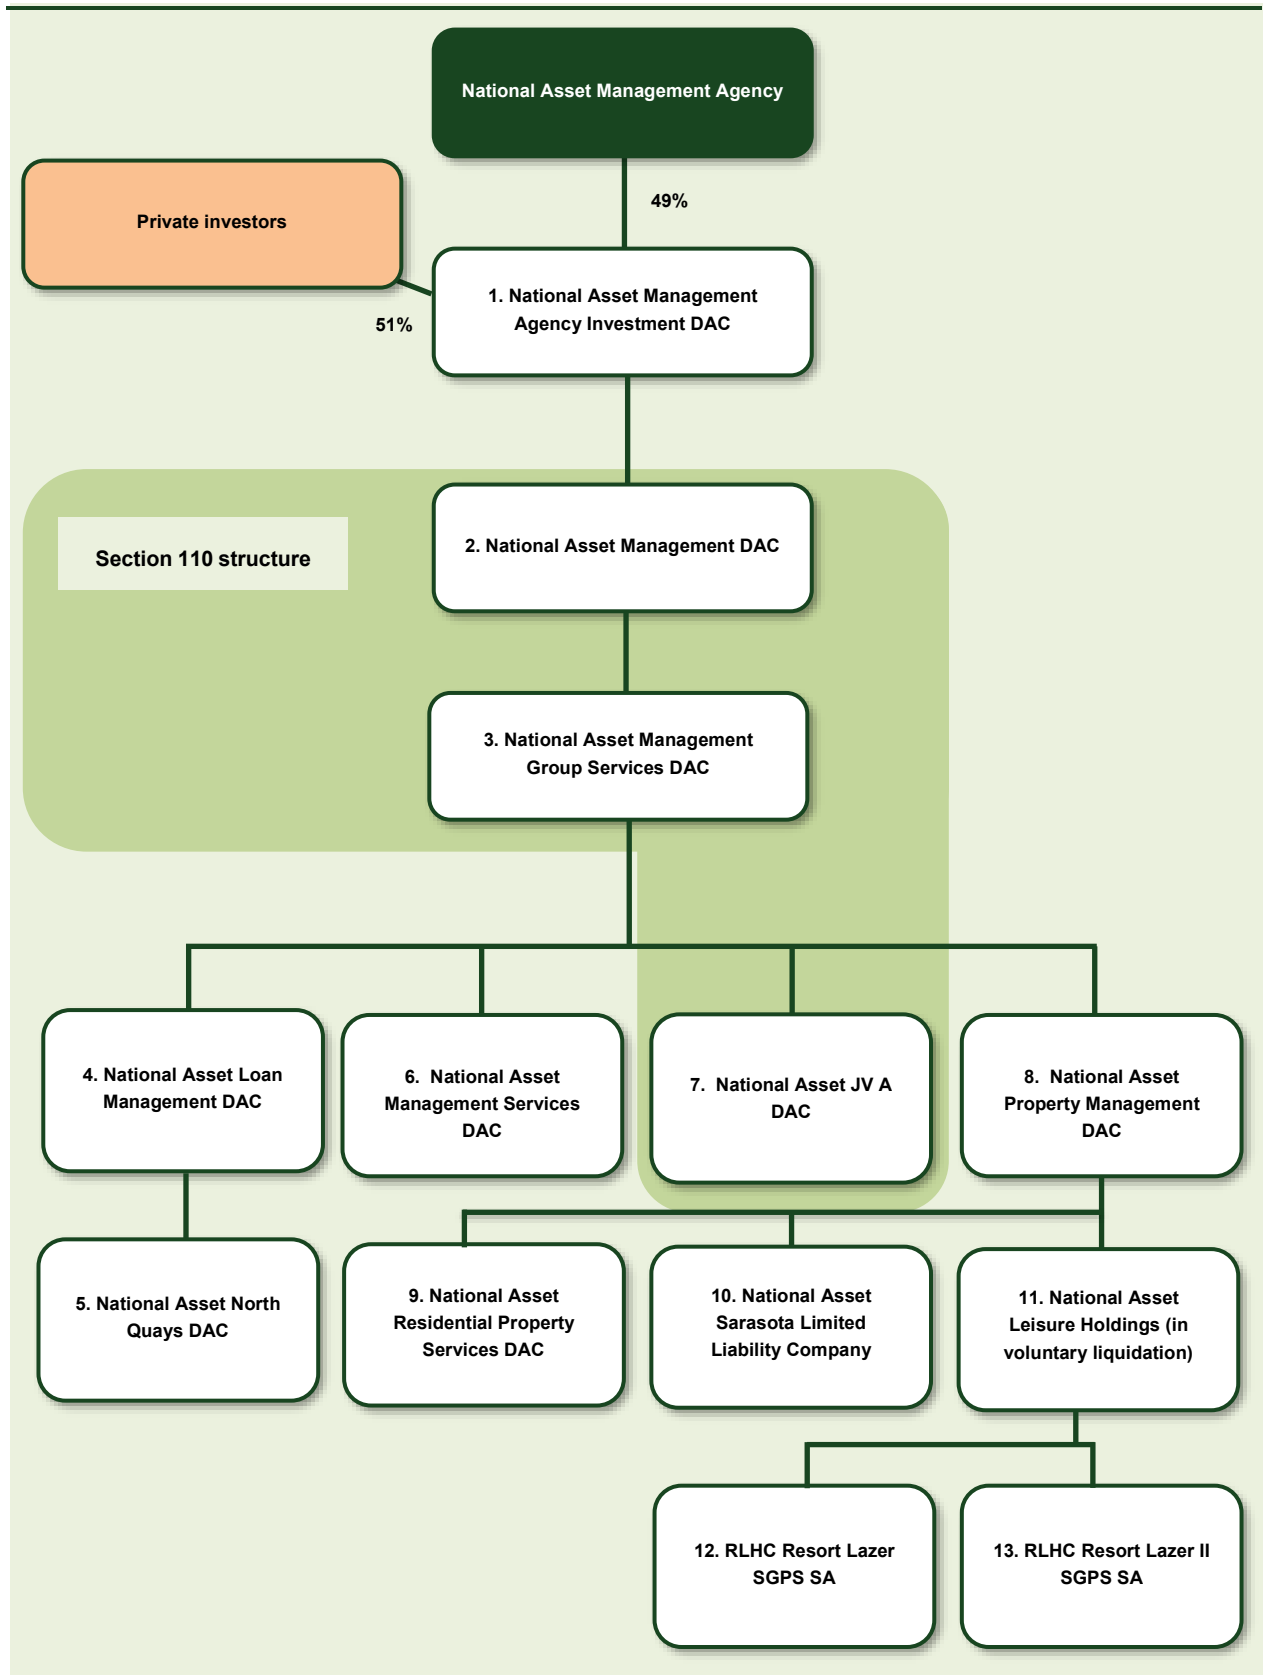 National Asset Management Agency
49%
Private investors
51%
1. National Asset Management
Agency Investment DAC
Section 110 structure
2. National Asset Management DAC
3. National Asset Management
Group Services DAC
4. National Asset Loan
Management DAC
6. National Asset
Management Services
DAC
7. National Asset JV A
DAC
8. National Asset
Property Management
DAC
5. National Asset North
Quays DAC
9. National Asset
Residential Property
Services DAC
10. National Asset
Sarasota Limited
Liability Company
11. National Asset
Leisure Holdings (in
voluntary liquidation)
12. RLHC Resort Lazer
SGPS SA
13. RLHC Resort Lazer II
SGPS SA